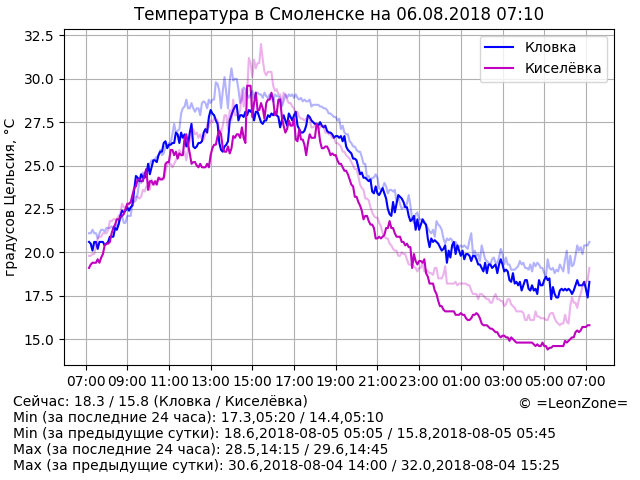 Температура в Смоленске на 06.08.2018 07:10
градусов Цельсия, °C
32.5
30.0
27.5
25.0
22.5
20.0
17.5
15.0
Кловка
Киселёвка
07:00 09:00 11:00 13:00 15:00 17:00 19:00 21:00 23:00 01:00 03:00 05:00 07:00
Сейчас: 18.3 / 15.8 (Кловка / Киселёвка)
© =LeonZone=
Min (за последние 24 часа): 17.3,05:20 / 14.4,05:10
Min (за предыдущие сутки): 18.6,2018-08-05 05:05 / 15.8,2018-08-05 05:45
Max (за последние 24 часа): 28.5,14:15 / 29.6,14:45
Max (за предыдущие сутки): 30.6,2018-08-04 14:00 / 32.0,2018-08-04 15:25